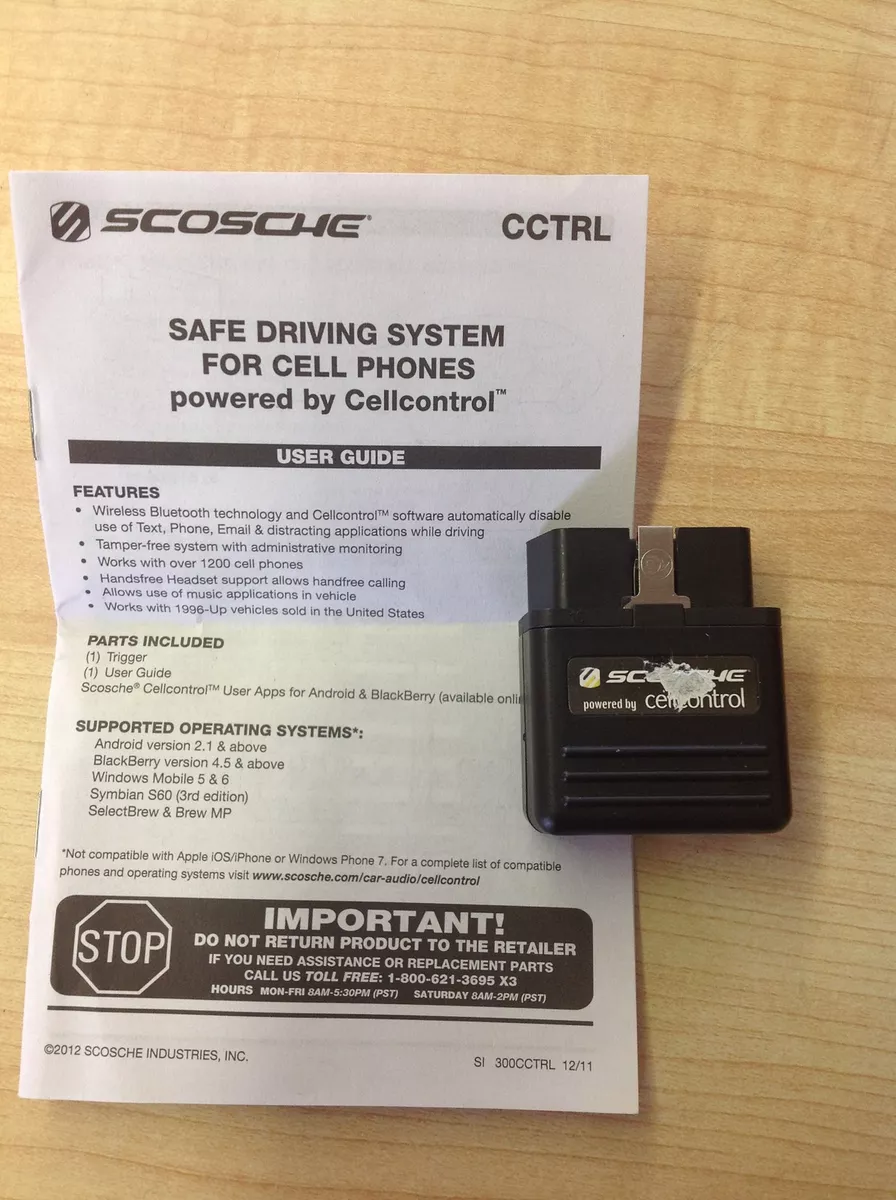 SCOSCHE®
CCTRL
SAFE DRIVING SYSTEM
FOR CELL PHONES
powered by Cellcontrol™
USER GUIDE
FEATURES
• Wireless Bluetooth technology and Cellcontrol™ software automatically disable
use of Text, Phone, Email & distracting applications while driving
• Tamper-free system with administrative monitoring
• Works with over 1200 cell phones
• Handsfree Headset support allows handfree calling
• Allows use of music applications in vehicle
• Works with 1996-Up vehicles sold in the United States
PARTS INCLUDED
(1) Trigger
(1) User Guide
Scosche® Cellcontrol™ User Apps for Android & BlackBerry (available onli
SUPPORTED OPERATING SYSTEMS*:
Android version 2.1 & above
BlackBerry version 4.5 & above
Windows Mobile 5 & 6
Symbian S60 (3rd edition)
SelectBrew & Brew MP
*Not compatible with Apple iOS/iPhone or Windows Phone 7. For a complete list of compatible
phones and operating systems visit www.scosche.com/car-audio/cellcontrol
STOP
IMPORTANT!
DO NOT RETURN PRODUCT TO THE RETAILER
IF YOU NEED ASSISTANCE OR REPLACEMENT PARTS
CALL US TOLL FREE: 1-800-621-3695 X3
HOURS MON-FRI 8AM-5:30PM (PST) SATURDAY 8AM-2PM (PST)
©2012 SCOSCHE INDUSTRIES, INC.
SI 300CCTRL 12/11
SCOSCHE
powered by cellcontrol